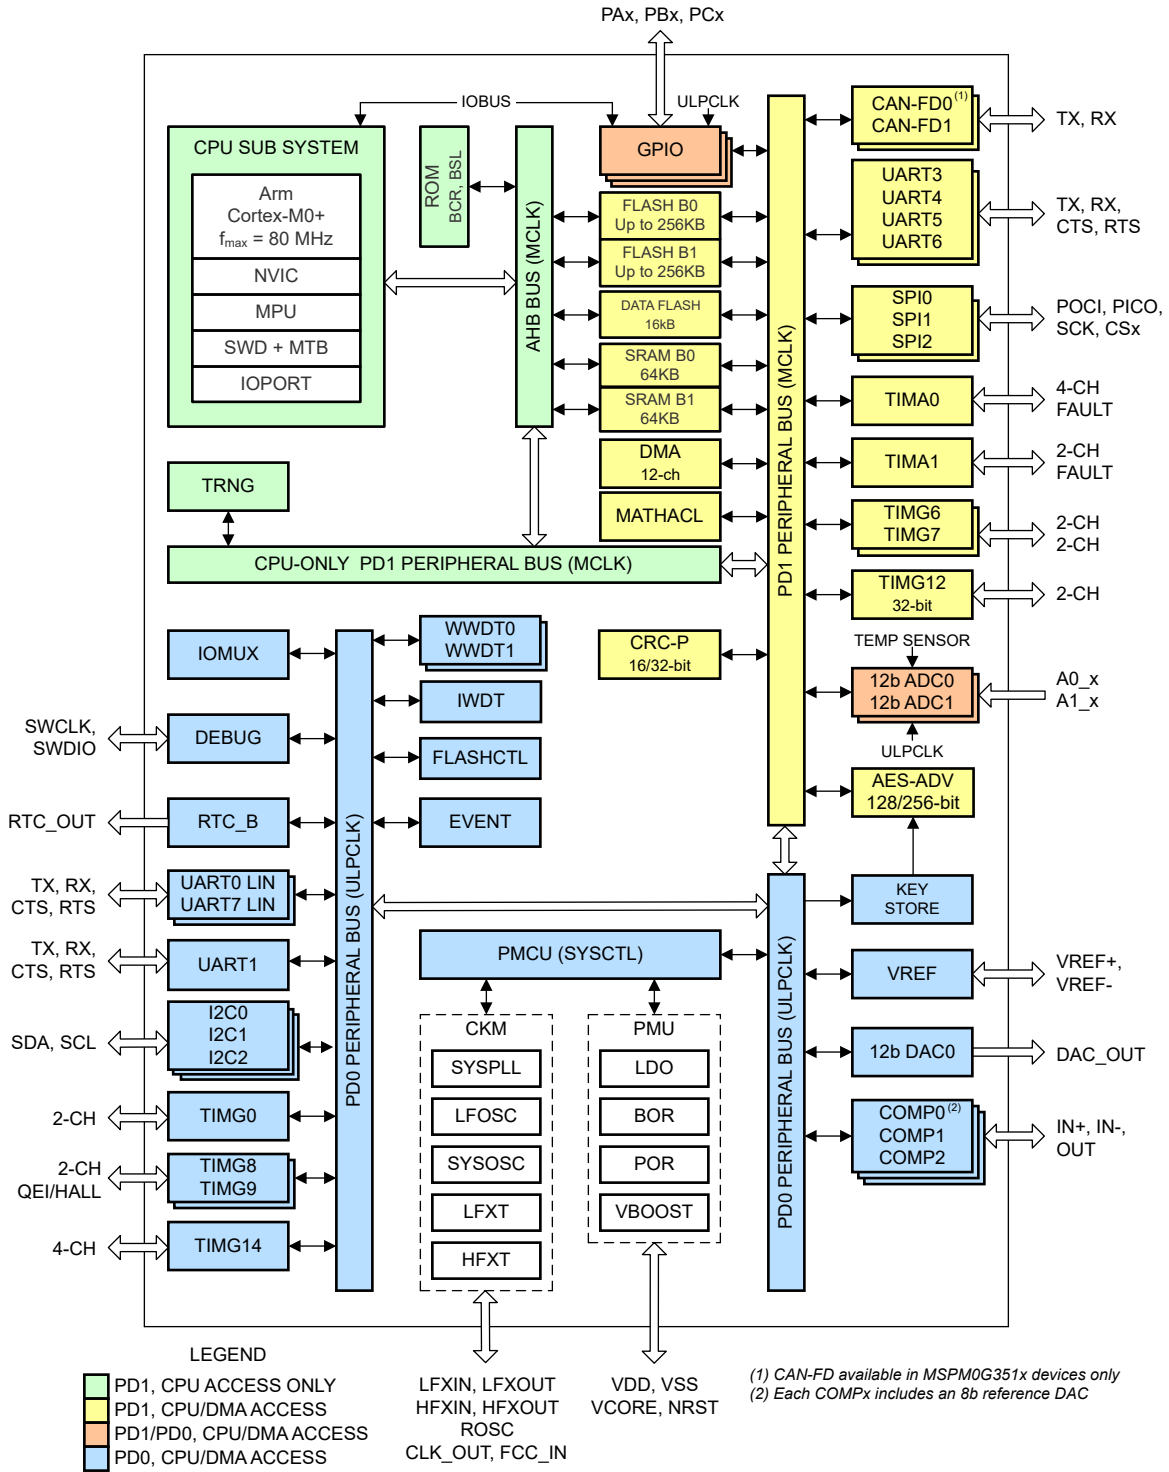 PAx, PBx, PCx
IOBUS
ULPCLK
CPU SUB SYSTEM
Arm
Cortex-M0+
fmax = 80 MHz
NVIC
MPU
SWD + MTB
IOPORT
ROM
BCR, BSL
AHB BUS (MCLK)
GPIO
FLASH B0
Up to 256KB
FLASH B1
Up to 256KB
DATA FLASH
16kB
SRAM B0
64KB
SRAM B1
64KB
DMA
12-ch
MATHACL
TRNG
CPU-ONLY PD1 PERIPHERAL BUS (MCLK)
PD1 PERIPHERAL BUS (MCLK)
CRC-P
16/32-bit
CAN-FD0(1)
CAN-FD1
TX, RX
UART3
UART4
UART5
UART6
TX, RX,
CTS, RTS
SPI0
SPI1
SPI2
POCI, PICO,
SCK, CSx
TIMA0
4-CH
FAULT
TIMA1
2-CH
FAULT
TIMG6
TIMG7
2-CH
2-CH
TIMG12
32-bit
2-CH
TEMP SENSOR
12b ADC0
12b ADC1
A0_x
A1_x
ULPCLK
AES-ADV
128/256-bit
KEY
STORE
VREF
VREF+,
VREF-
12b DAC0
DAC_OUT
COMP0(2)
COMP1
COMP2
IN+, IN-,
OUT
PD0 PERIPHERAL BUS (ULPCLK)
IOMUX
SWCLK,
SWDIO
DEBUG
RTC_OUT
RTC_B
TX, RX,
CTS, RTS
UART0 LIN
UART7 LIN
TX, RX,
CTS, RTS
UART1
SDA, SCL
I2C0
I2C1
I2C2
2-CH
TIMG0
2-CH
QEI/HALL
TIMG8
TIMG9
4-CH
TIMG14
PD0 PERIPHERAL BUS (ULPCLK)
WWDT0
WWDT1
IWDT
FLASHCTL
EVENT
PMCU (SYSCTL)
CKM
SYSPLL
LFOSC
SYSOSC
LFXT
HFXT
PMU
LDO
BOR
POR
VBOOST
LFXIN, LFXOUT
HFXIN, HFXOUT
ROSC
CLK_OUT, FCC_IN
VDD, VSS
VCORE, NRST
LEGEND
PD1, CPU ACCESS ONLY
PD1, CPU/DMA ACCESS
PD1/PD0, CPU/DMA ACCESS
PD0, CPU/DMA ACCESS
(1) CAN-FD available in MSPM0G351x devices only
(2) Each COMPx includes an 8b reference DAC